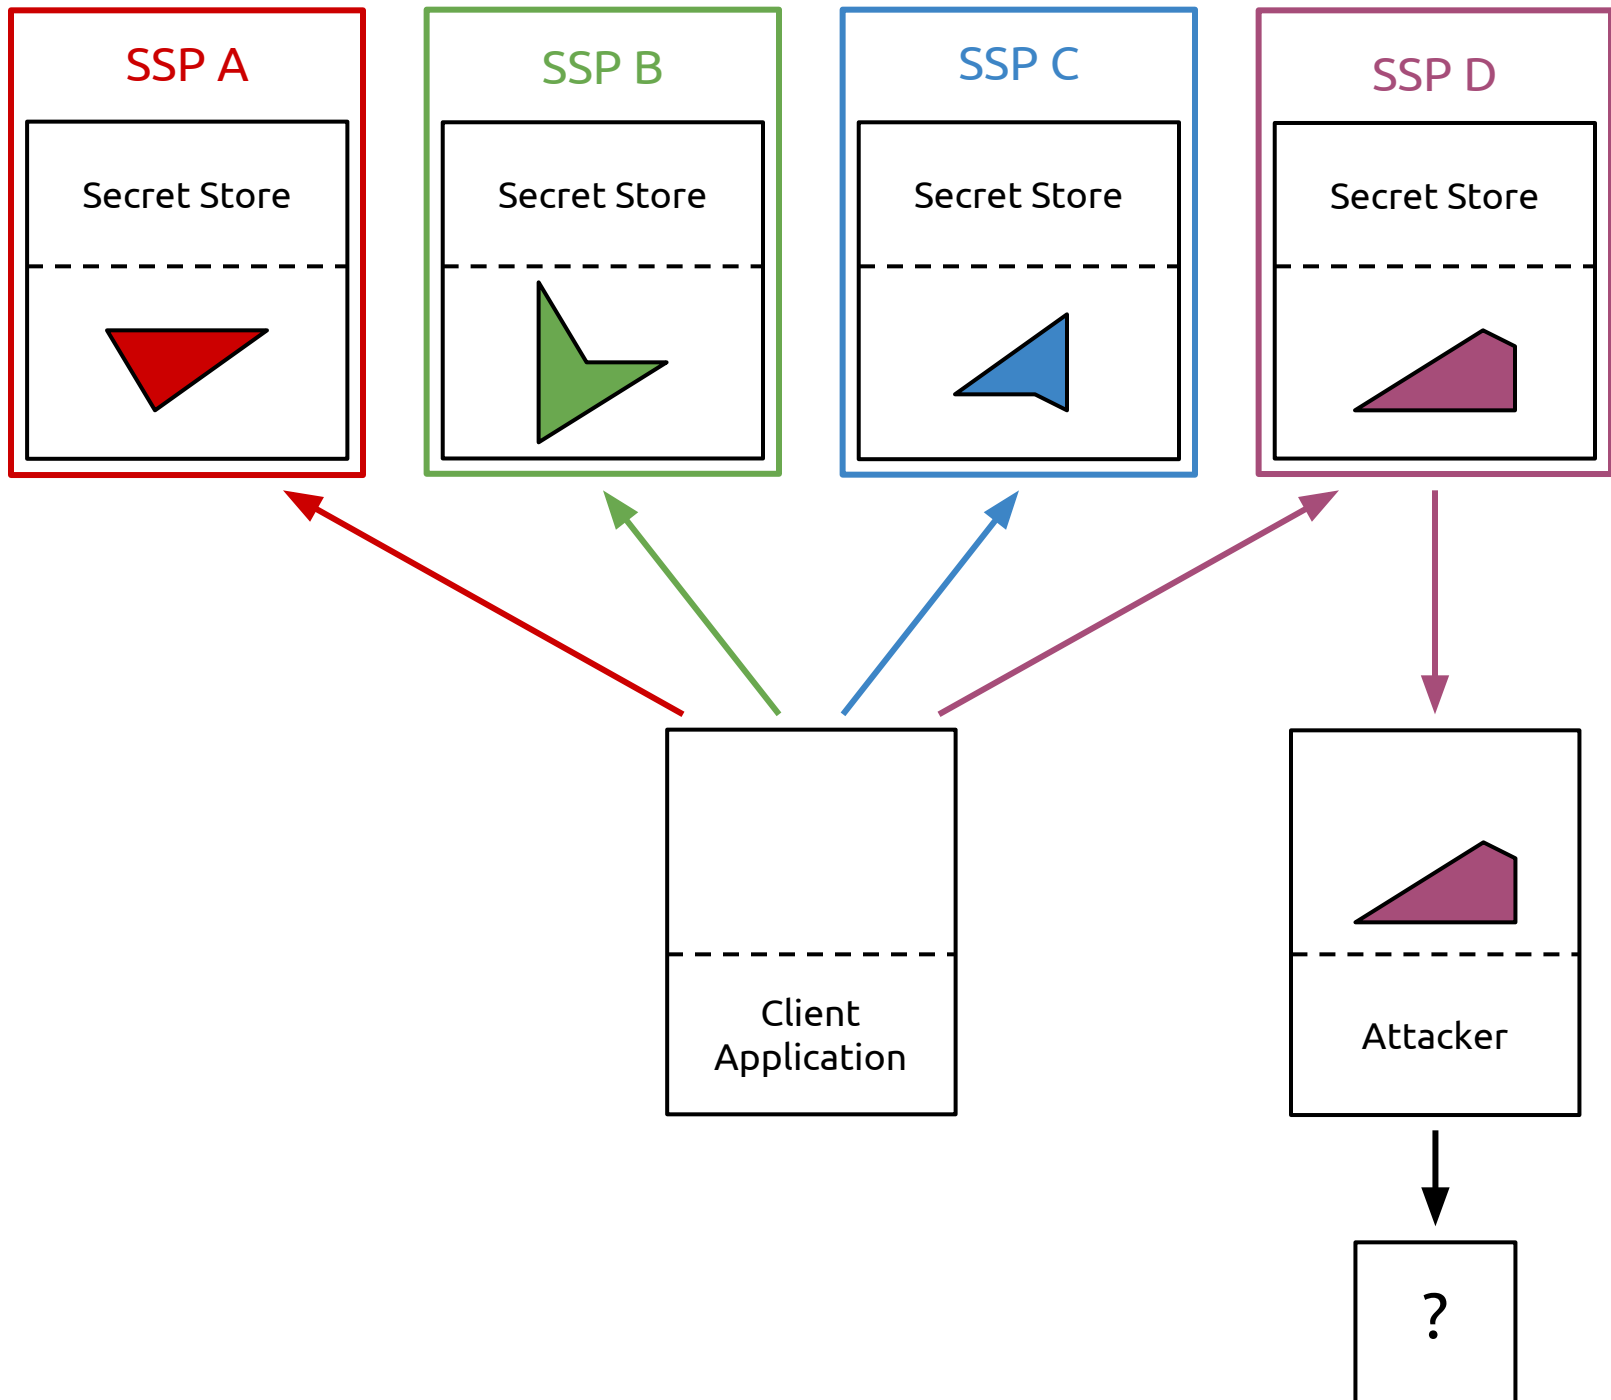 SSP A
SSP B
SSP C
SSP D
Secret Store
Secret Store
Secret Store
Secret Store
Client
Application
Attacker
?